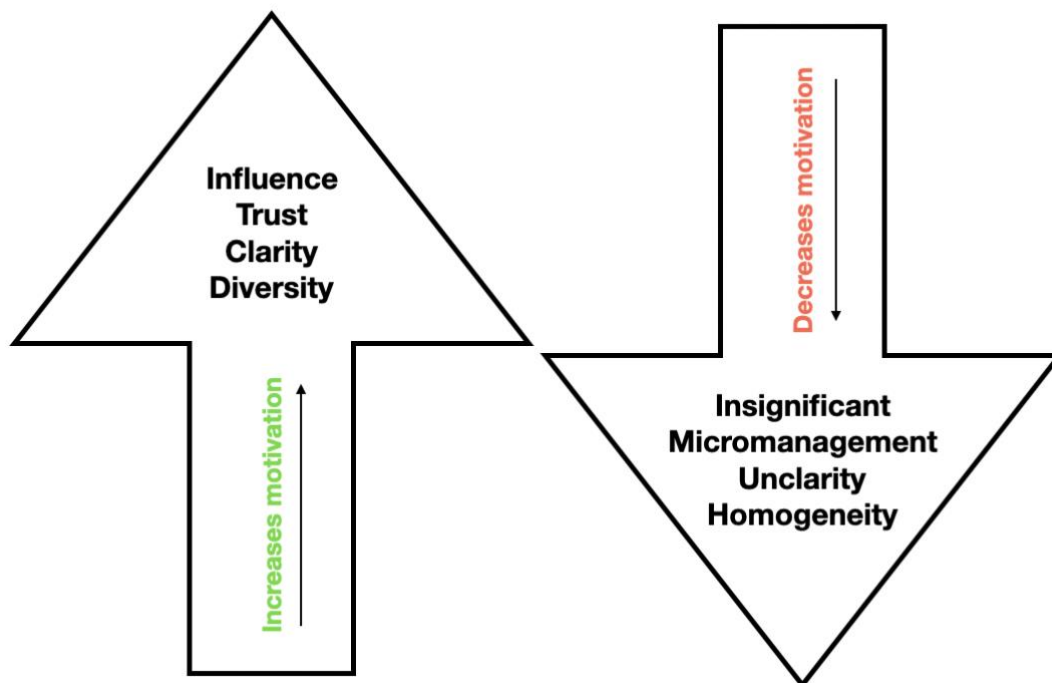 Influence
Trust
Clarity
Diversity
Increases motivation
Decreases motivation
Insignificant
Micromanagement
Unclarity
Homogeneity